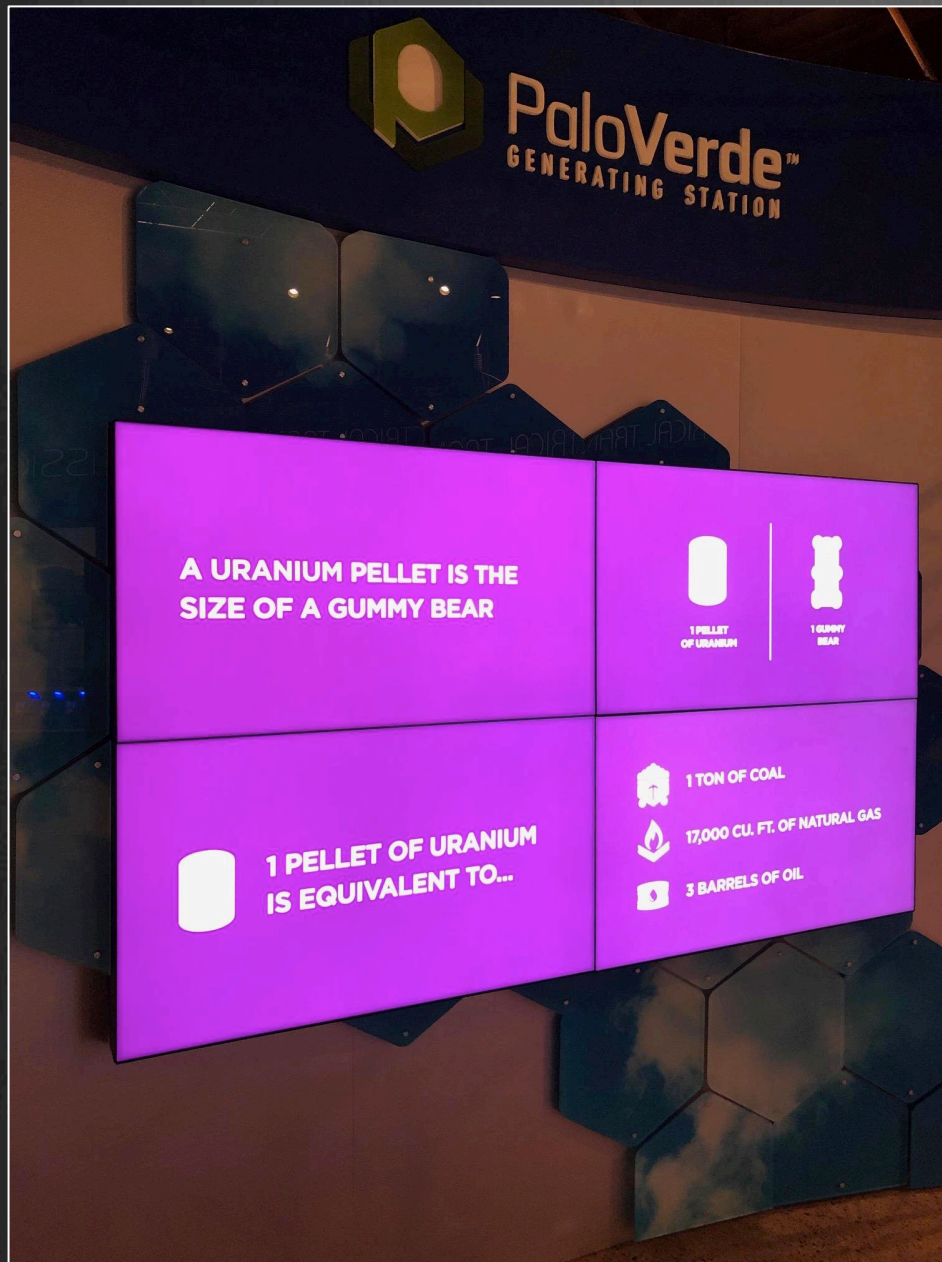 PaloVerde™
GENERATING STATION
A URANIUM PELLET IS THE
SIZE OF A GUMMY BEAR
1 PELLET
OF URANIUM
1 GUMMY
BEAR
1 PELLET OF URANIUM
IS EQUIVALENT TO...
1 TON OF COAL
17,000 CU. FT. OF NATURAL GAS
3 BARRELS OF OIL